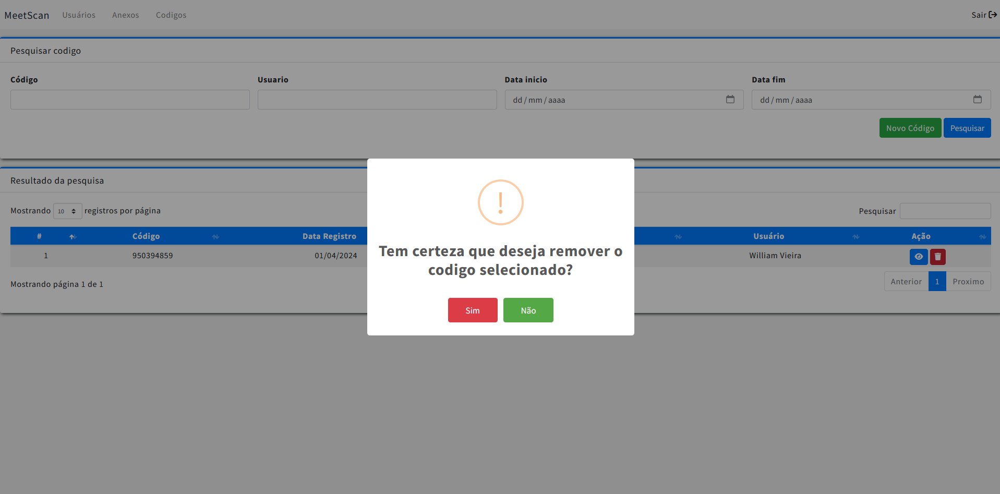 MeetScan Usuários Anexos Codigos Sair
Pesquisar codigo
Código Usuario Data inicio Data fim
dd / mm / aaaa dd / mm / aaaa
Novo Código Pesquisar
Resultado da pesquisa
Mostrando 10 registros por página Pesquisar
# Código Data Registro Usuário Ação
1 950394859 01/04/2024 William Vieira
Mostrando página 1 de 1 Anterior 1 Proximo
!
Tem certeza que deseja remover o
codigo selecionado?
Sim Não